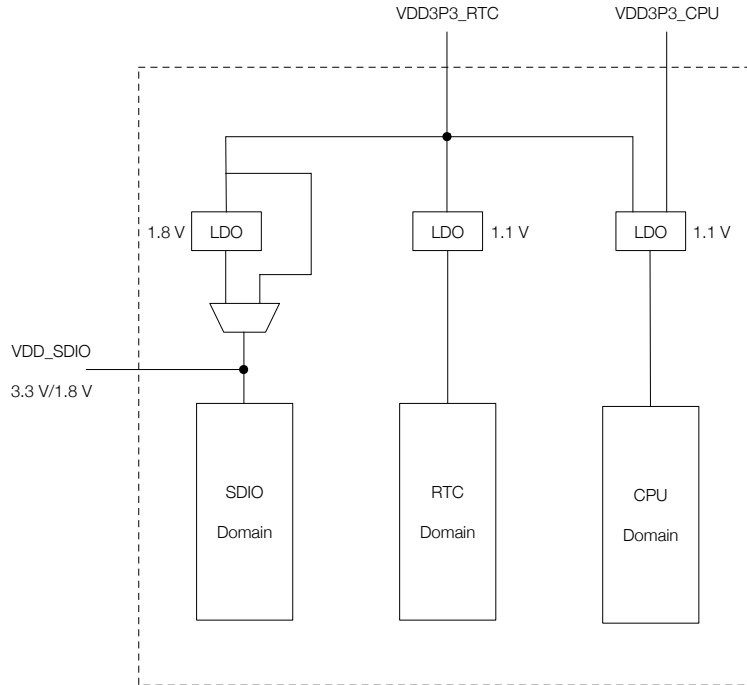 VDD3P3_RTC
VDD3P3_CPU
1.8 V
LDO
LDO
1.1 V
LDO
1.1 V
VDD_SDIO
3.3 V/1.8 V
SDIO
Domain
RTC
Domain
CPU
Domain